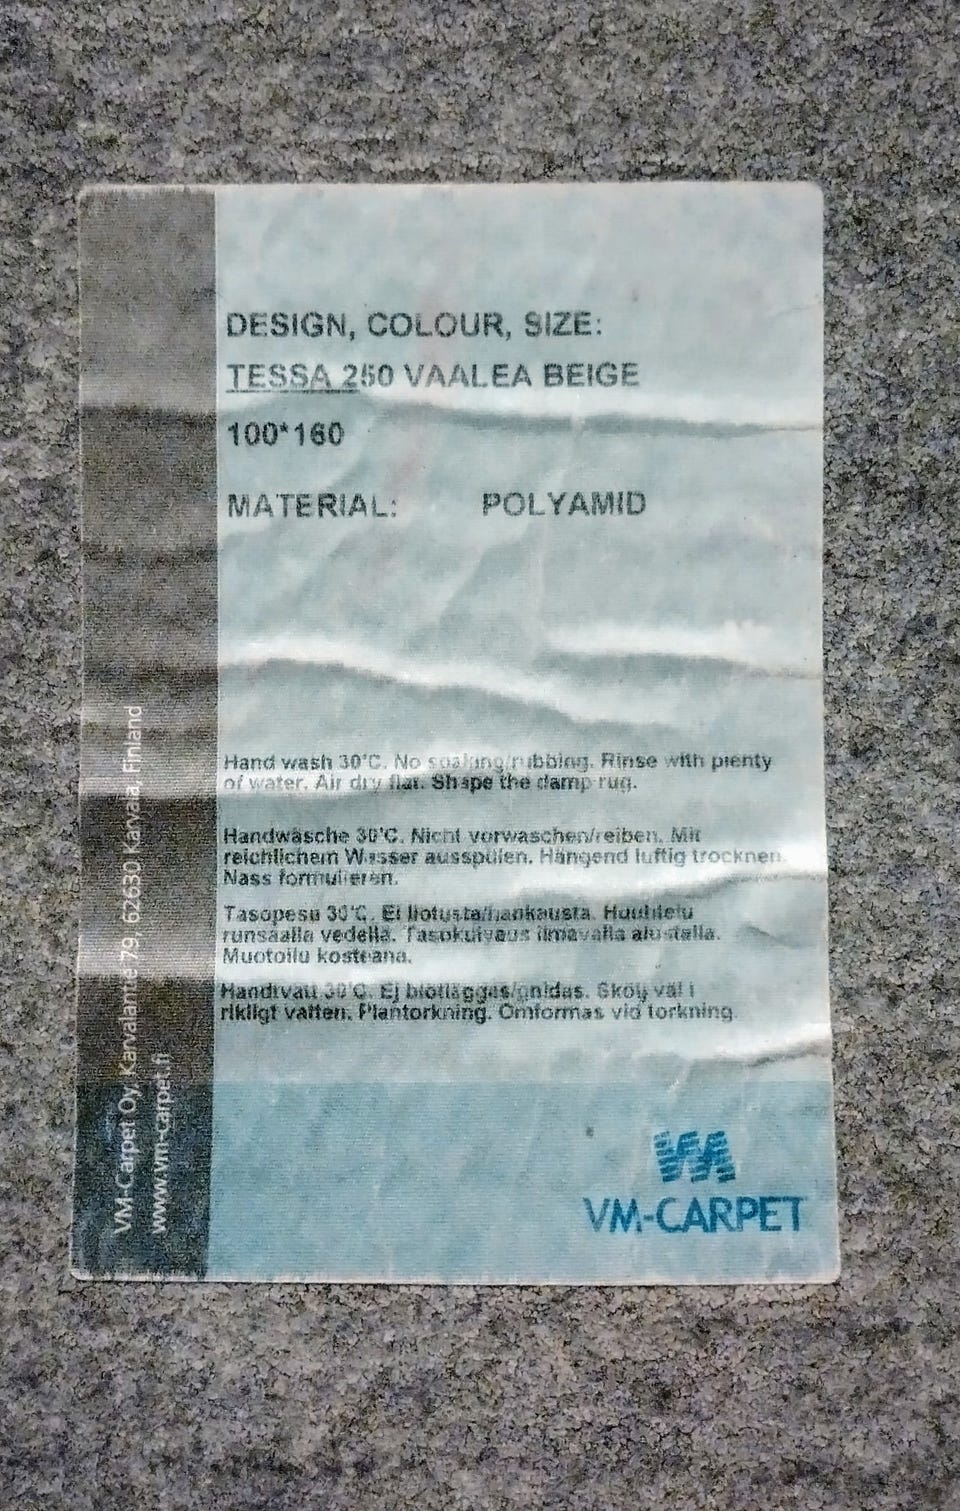 DESIGN, COLOUR, SIZE:
TESSA 250 VAALEA BEIGE
100*160
MATERIAL: POLYAMID
Hand wash 30°C. No soaking/rubbing. Rinse with plenty
of water. Air dry flat. Shape the damp rug.
Handwäsche 30°C. Nicht vorwaschen/reiben. Mit
reichlichem Wasser ausspülen. Hängend luftig trocknen.
Nass formulieren.
Tasopesu 30°C. Ei liotusta/hankausta. Huuhtelu
runsaalla vedellä. Tasokuivaus ilmavalla alustalla.
Muotoilu kosteana.
Handtvätt 30°C. Ej blötläggas/gnidas. Skölj väl i
rikligt vatten. Plantorkning. Omformas vid torkning.
VM-Carpet Oy, Karvalantie 79, 62630 Karvala, Finland
www.vm-carpet.fi
VM-CARPET